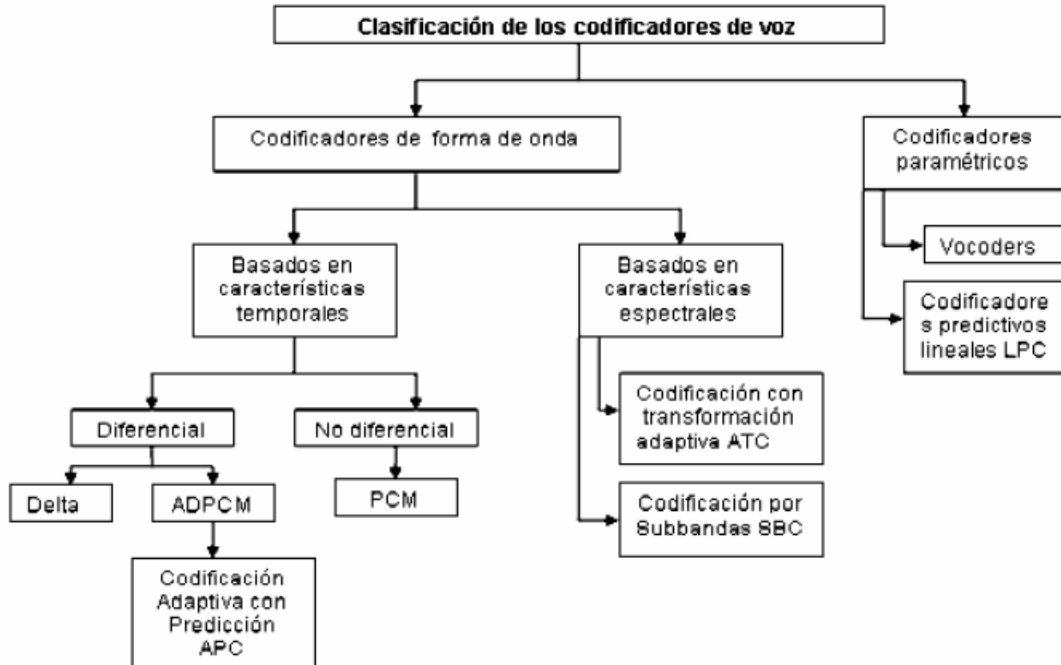 Clasificación de los codificadores de voz
Codificadores de forma de onda
Codificadores
paramétricos
Vocoders
Codificadore
s predictivos
lineales LPC
Basados en
características
temporales
Basados en
características
espectrales
Codificación con
transformación
adaptiva ATC
Codificación por
Subbandas SBC
Diferencial
No diferencial
Delta
ADPCM
PCM
Codificación
Adaptiva con
Predicción
APC